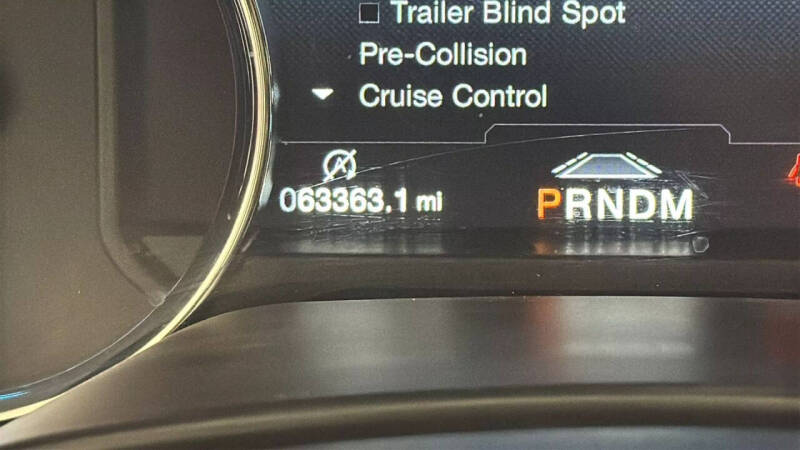 Trailer Blind Spot
Pre-Collision
Cruise Control
A
063363.1 mi
PRNDM